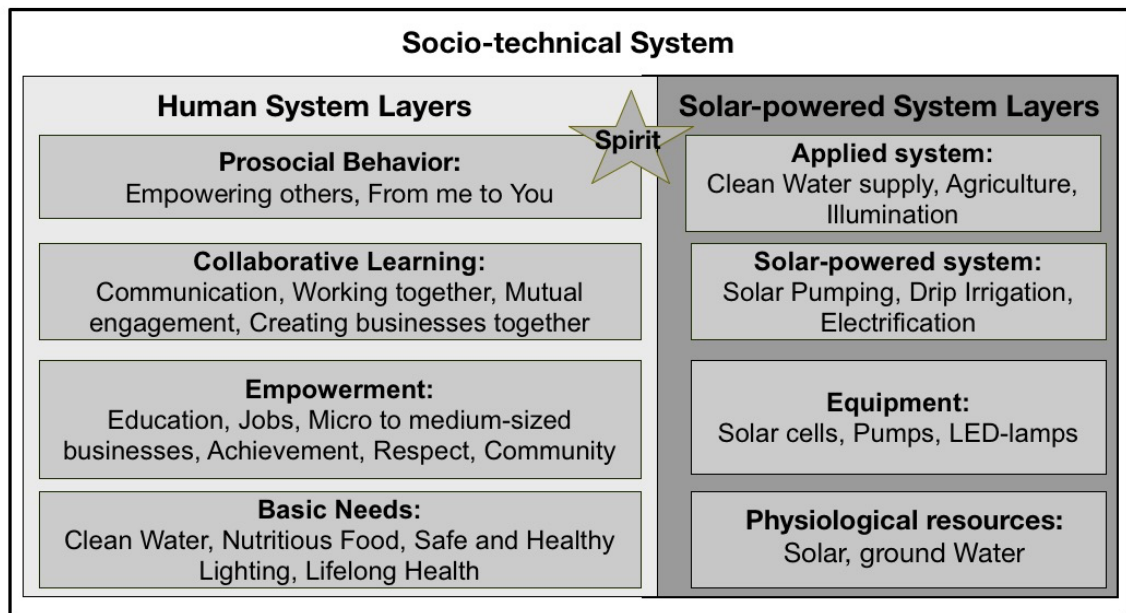 Socio-technical System
Human System Layers
Prosocial Behavior:
Empowering others, From me to You
Collaborative Learning:
Communication, Working together, Mutual
engagement, Creating businesses together
Empowerment:
Education, Jobs, Micro to medium-sized
businesses, Achievement, Respect, Community
Basic Needs:
Clean Water, Nutritious Food, Safe and Healthy
Lighting, Lifelong Health
Spirit
Solar-powered System Layers
Applied system:
Clean Water supply, Agriculture,
Illumination
Solar-powered system:
Solar Pumping, Drip Irrigation,
Electrification
Equipment:
Solar cells, Pumps, LED-lamps
Physiological resources:
Solar, ground Water